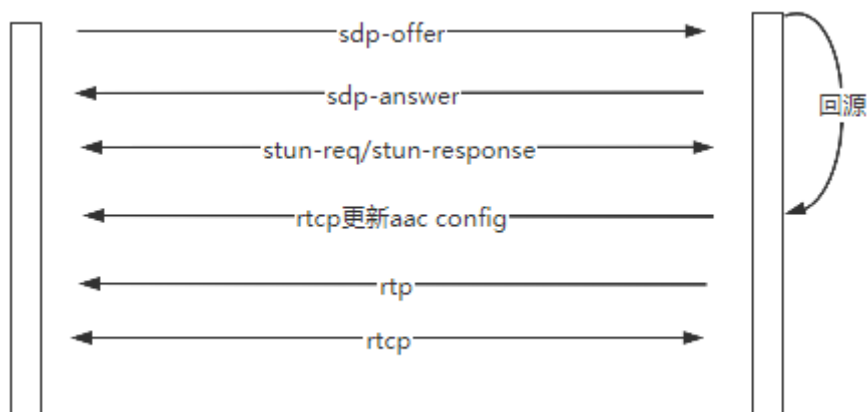 sdp-offer
sdp-answer
回源
stun-req/stun-response
rtcp更新aac config
rtp
rtcp